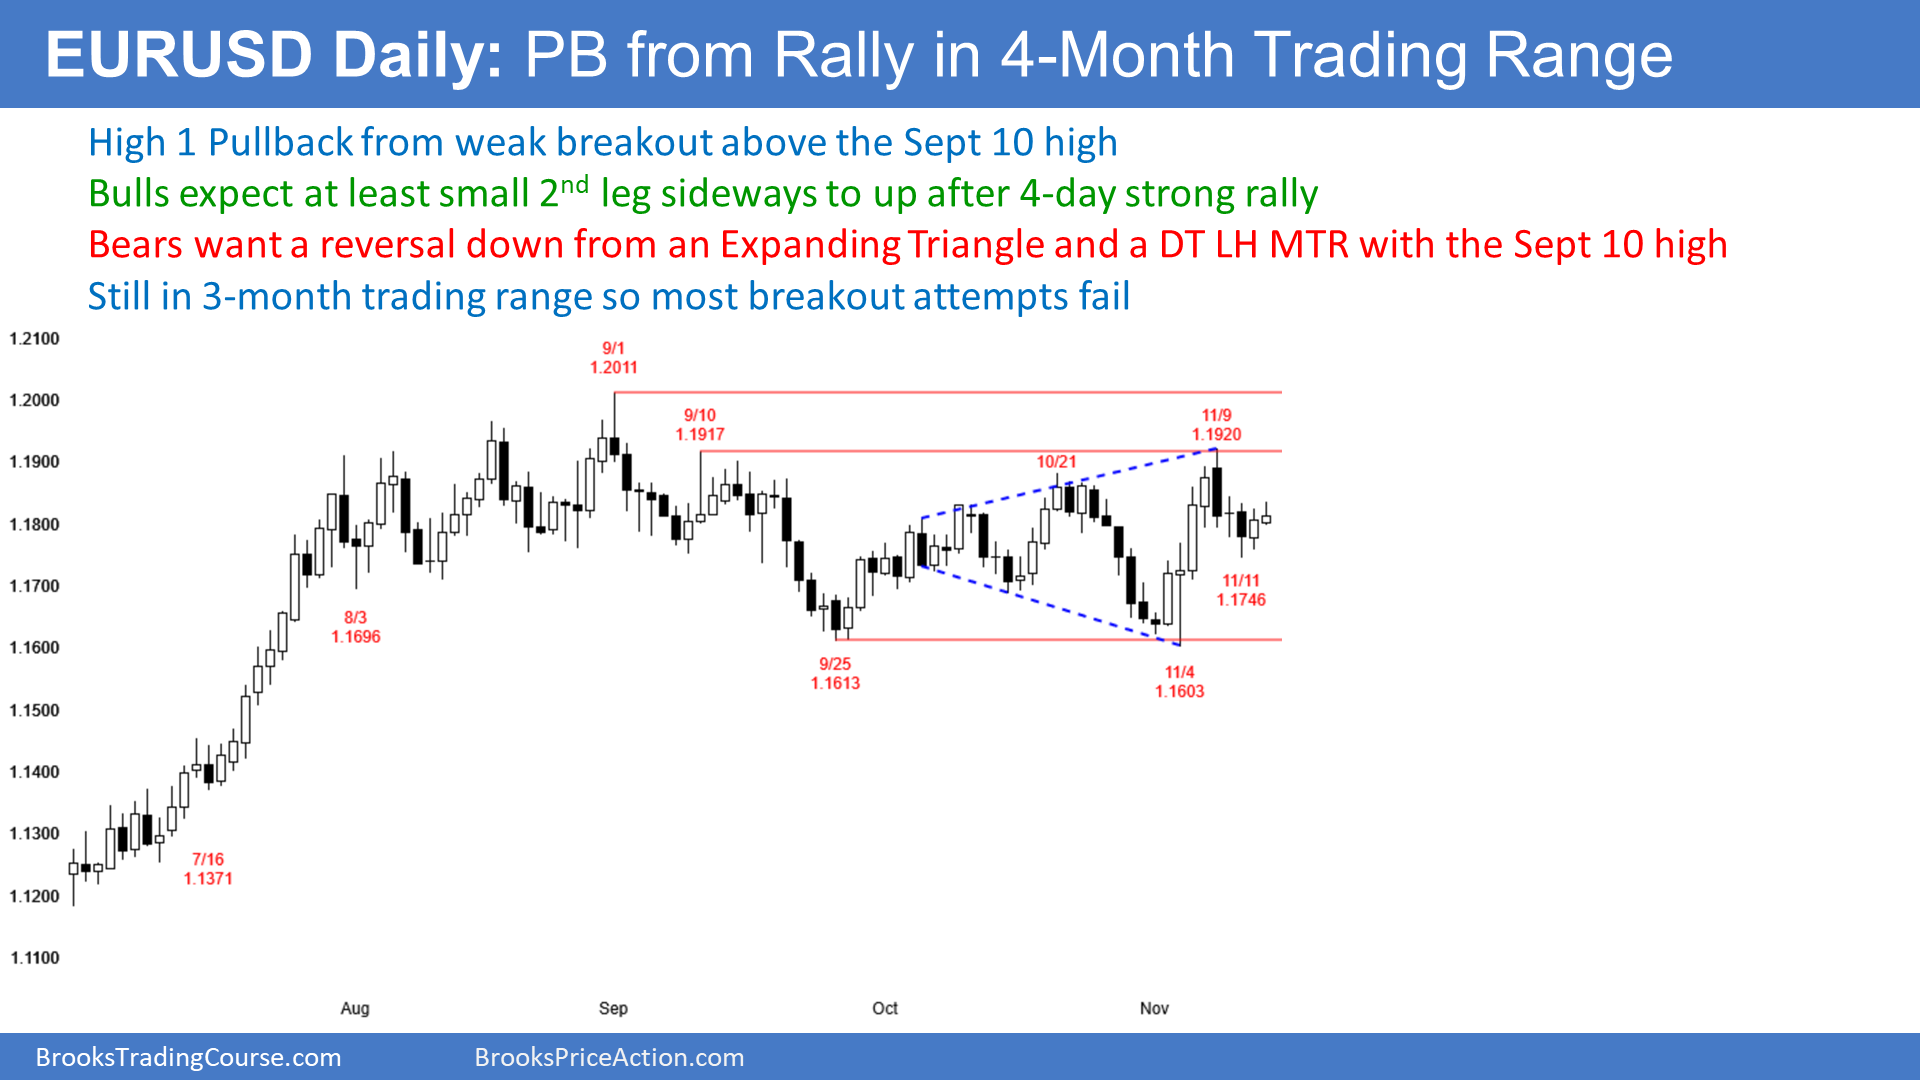 EURUSD Daily: PB from Rally in 4-Month Trading Range
High 1 Pullback from weak breakout above the Sept 10 high
Bulls expect at least small 2nd leg sideways to up after 4-day strong rally
Bears want a reversal down from an Expanding Triangle and a DT LH MTR with the Sept 10 high
Still in 3-month trading range so most breakout attempts fail
1.2100
1.2000
1.1900
1.1800
1.1700
1.1600
1.1500
1.1400
1.1300
1.1200
1.1100
7/16
1.1371
8/3
1.1696
9/1
1.2011
9/10
1.1917
9/25
1.1613
10/21
11/4
1.1603
11/9
1.1920
11/11
1.1746
Aug
Sep
Oct
Nov
BrooksTradingCourse.com
BrooksPriceAction.com